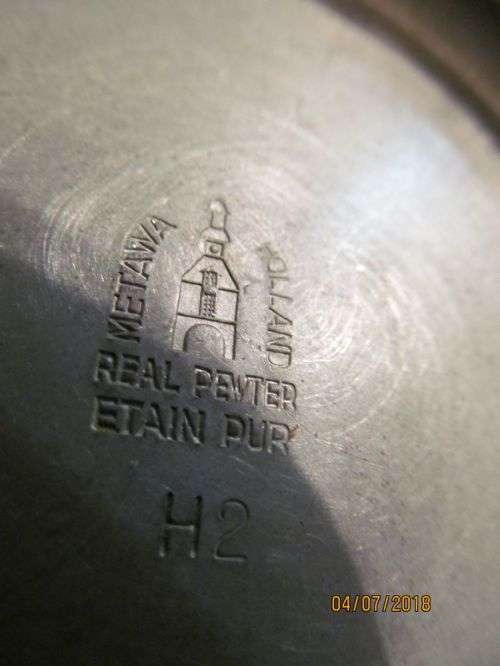 METAWA
HOLLAND
REAL PEWTER
ETAIN PUR
H2
04/07/2018